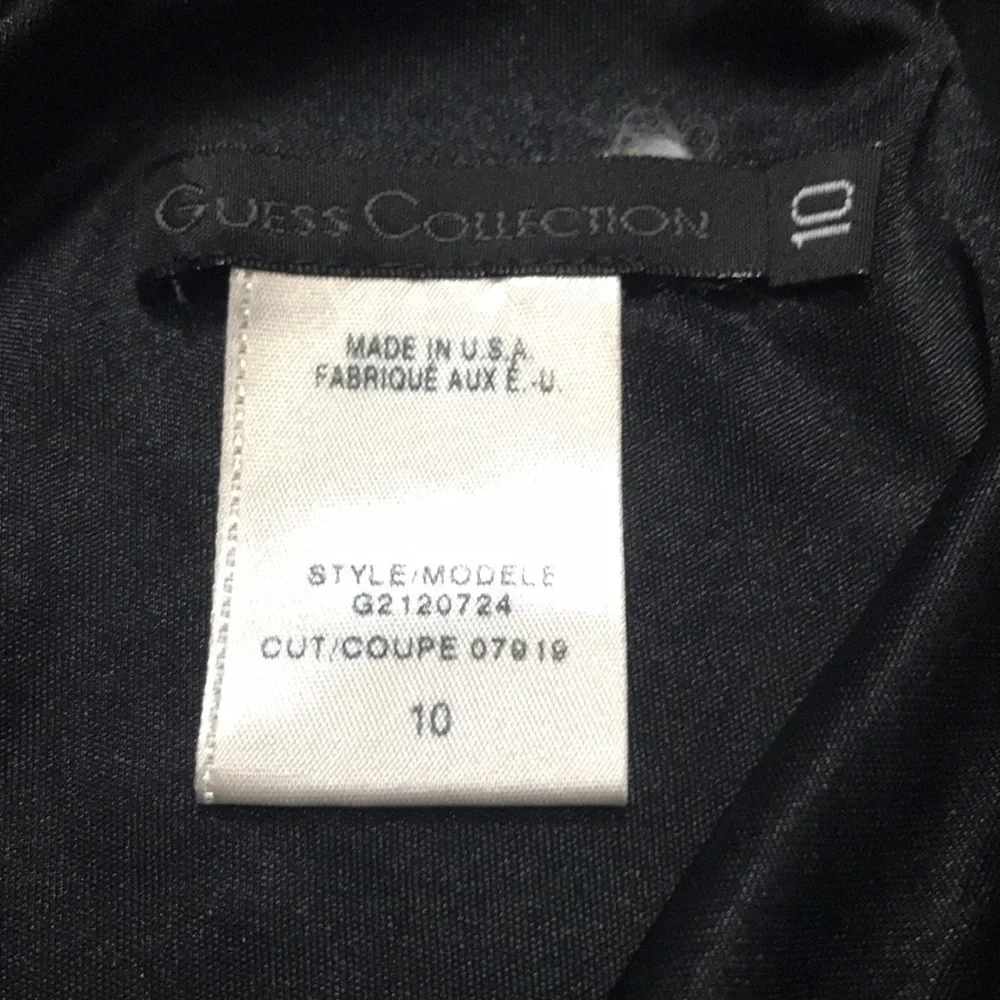 GUESS COLLECTION 10
MADE IN U.S.A.
FABRIQUÉ AUX É.-U.
STYLE/MODELE
G2120724
CUT/COUPE 07919
10